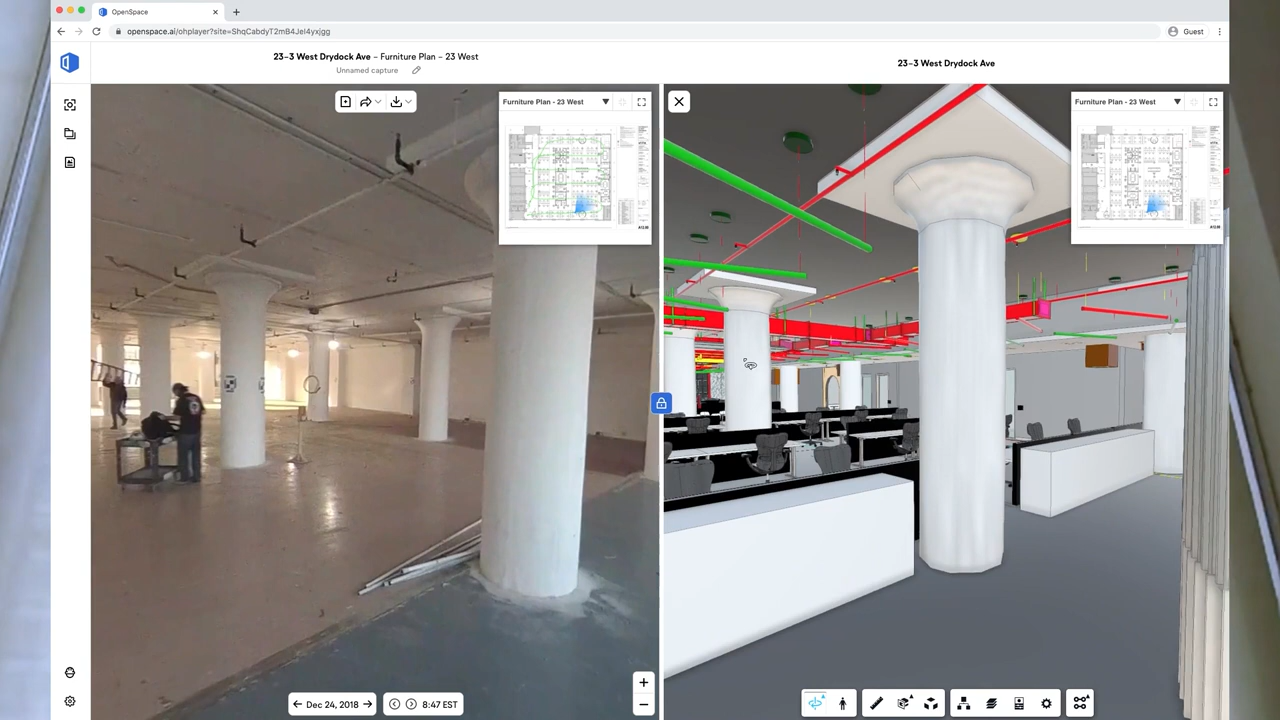 OpenSpace
openspace.ai/ohplayer?site=ShqCabdyT2mB4Jel4yxjgg
Guest
23–3 West Drydock Ave – Furniture Plan – 23 West
Unnamed capture
23–3 West Drydock Ave
Furniture Plan - 23 West
Furniture Plan - 23 West
Dec 24, 2018
8:47 EST